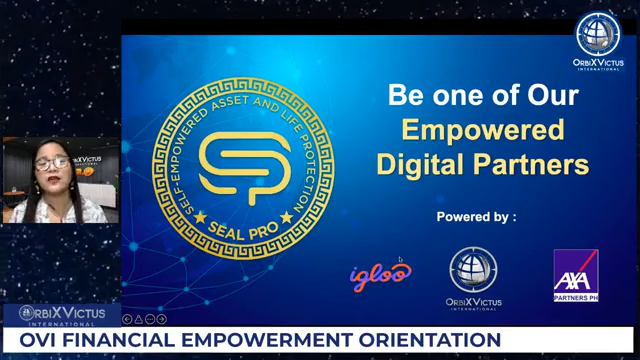 ORBIXVICTUS
INTERNATIONAL
Be one of Our
Empowered
Digital Partners
SELF-EMPOWERED ASSET AND LIFE PROTECTION
SEAL PRO
Powered by :
igloo
ORBIXVICTUS
INTERNATIONAL
AXA
PARTNERS PH
ORBIXVICTUS
INTERNATIONAL
OVI FINANCIAL EMPOWERMENT ORIENTATION